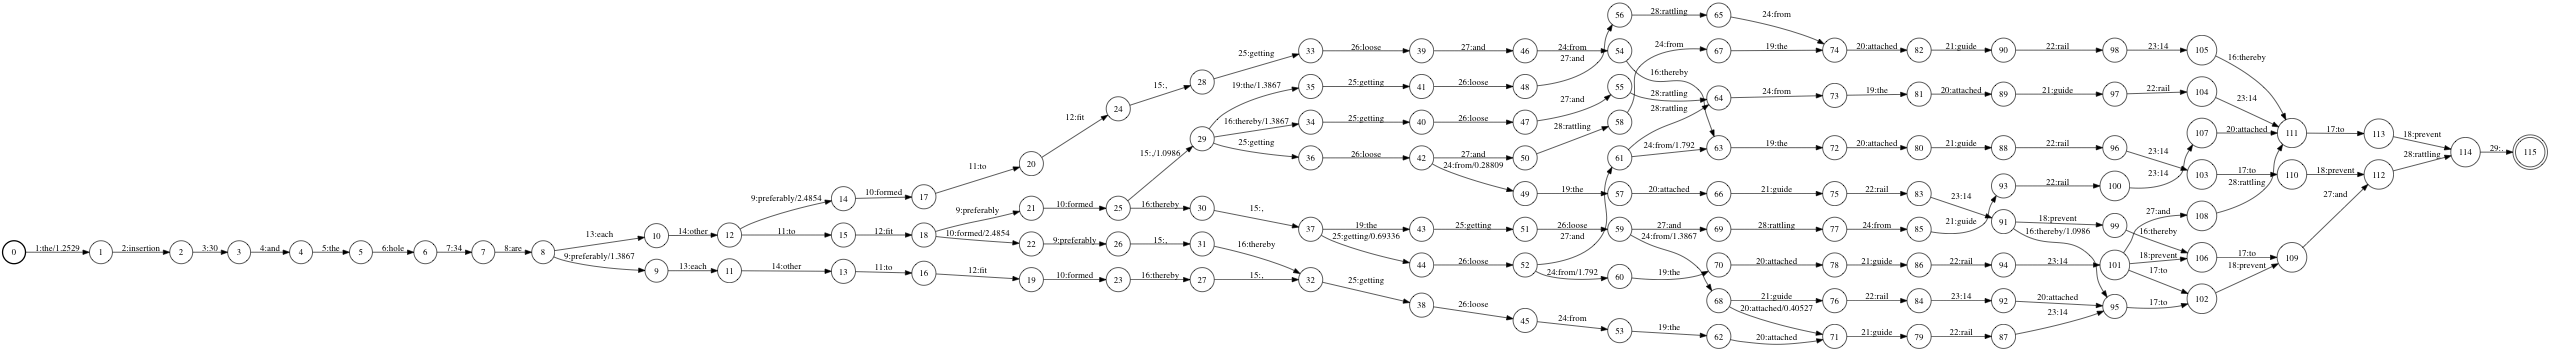 56 28:rattling 65 24:from
25:getting 33 26:loose 39 27:and 46 24:from 54 24:from 67 19:the 74 20:attached 82 21:guide 90 22:rail 98 23:14 105
27:and
16:thereby
28 19:the/1.3867 35 25:getting 41 26:loose 48 55 16:thereby
15:, 28:rattling 64 24:from 73 19:the 81 20:attached 89 21:guide 97 22:rail 104 23:14
24 27:and 28:rattling
12:fit 16:thereby/1.3867 34 25:getting 40 26:loose 47 28:rattling 58 107 20:attached 111 17:to 113 18:prevent
29 25:getting 36 26:loose 42 27:and 50 61 24:from/1.792 63 19:the 72 20:attached 80 21:guide 88 22:rail 96 23:14 114 29:. 115
15:,/1.0986 24:from/0.28809 28:rattling
20 23:14 103 17:to 110 18:prevent 112
11:to 28:rattling
9:preferably/2.4854 14 10:formed 17 49 19:the 57 20:attached 66 21:guide 75 22:rail 83 23:14 93 22:rail 100 27:and
9:preferably 21 10:formed 25 16:thereby 30 15:, 27:and 108
13:each 10 14:other 12 11:to 15 12:fit 18 37 19:the 43 25:getting 51 26:loose 59 27:and 69 28:rattling 77 24:from 85 21:guide 91 18:prevent 99 16:thereby
10:formed/2.4854 22 9:preferably 26 15:, 31 25:getting/0.69336 27:and 24:from/1.3867 16:thereby/1.0986
0 1:the/1.2529 1 2:insertion 2 3:30 3 4:and 4 5:the 5 6:hole 6 7:34 7 8:are 8 16:thereby 18:prevent 106 17:to 109
9:preferably/1.3867 9 13:each 11 14:other 13 11:to 16 44 26:loose 52 24:from/1.792 60 19:the 70 20:attached 78 21:guide 86 22:rail 94 23:14 101 17:to 18:prevent
12:fit 19 10:formed 23 16:thereby 27 15:, 32 25:getting
38 26:loose 68 21:guide 76 22:rail 84 23:14 92 20:attached 95 17:to 102
20:attached/0.40527 23:14
45 24:from 53 19:the 62 20:attached 71 21:guide 79 22:rail 87